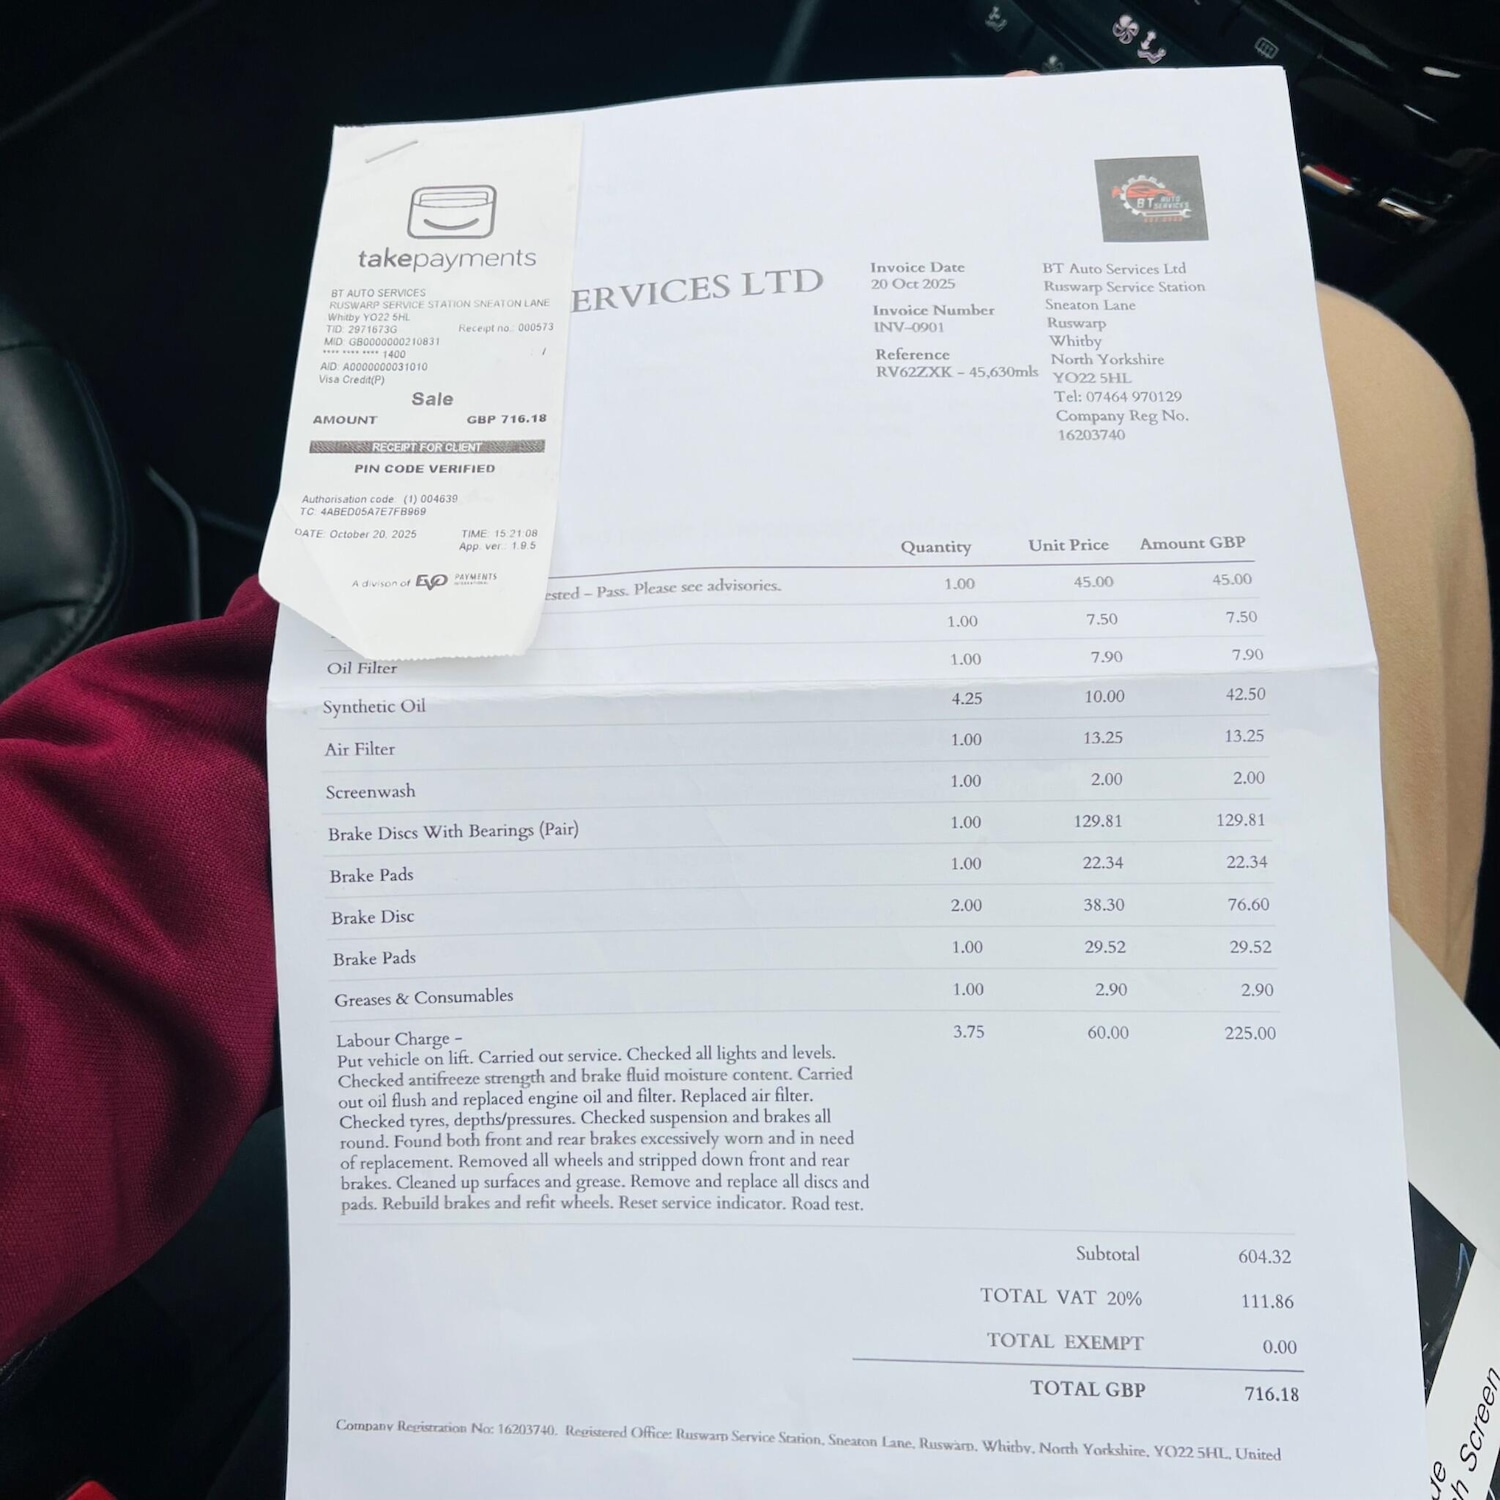 takepayments
BT AUTO SERVICES
RUSWARP SERVICE STATION SNEATON LANE
Whitby YO22 5HL
TID: 2971673G Receipt no.: 000573
MID: GB0000000210831
**** **** **** 1400 /
AID: A0000000031010
Visa Credit(P)
Sale
AMOUNT GBP 716.18
RECEIPT FOR CLIENT
PIN CODE VERIFIED
Authorisation code: (1) 004639
TC: 4ABED05A7E7FB969
DATE: October 20, 2025 TIME: 15:21:08
App. ver.: 1.9.5
A divison of EVO PAYMENTS
ERVICES LTD
Invoice Date
20 Oct 2025
Invoice Number
INV-0901
Reference
RV62ZXK - 45,630mls
BT AUTO
SERVICES
BT Auto Services Ltd
Ruswarp Service Station
Sneaton Lane
Ruswarp
Whitby
North Yorkshire
YO22 5HL
Tel: 07464 970129
Company Reg No.
16203740
Quantity Unit Price Amount GBP
ested – Pass. Please see advisories. 1.00 45.00 45.00
1.00 7.50 7.50
Oil Filter 1.00 7.90 7.90
Synthetic Oil 4.25 10.00 42.50
Air Filter 1.00 13.25 13.25
Screenwash 1.00 2.00 2.00
Brake Discs With Bearings (Pair) 1.00 129.81 129.81
Brake Pads 1.00 22.34 22.34
Brake Disc 2.00 38.30 76.60
Brake Pads 1.00 29.52 29.52
Greases & Consumables 1.00 2.90 2.90
Labour Charge – 3.75 60.00 225.00
Put vehicle on lift. Carried out service. Checked all lights and levels.
Checked antifreeze strength and brake fluid moisture content. Carried
out oil flush and replaced engine oil and filter. Replaced air filter.
Checked tyres, depths/pressures. Checked suspension and brakes all
round. Found both front and rear brakes excessively worn and in need
of replacement. Removed all wheels and stripped down front and rear
brakes. Cleaned up surfaces and grease. Remove and replace all discs and
pads. Rebuild brakes and refit wheels. Reset service indicator. Road test.
Subtotal 604.32
TOTAL VAT 20% 111.86
TOTAL EXEMPT 0.00
TOTAL GBP 716.18
Company Registration No: 16203740. Registered Office: Ruswarp Service Station, Sneaton Lane, Ruswarp, Whitby, North Yorkshire, YO22 5HL, United
Screen